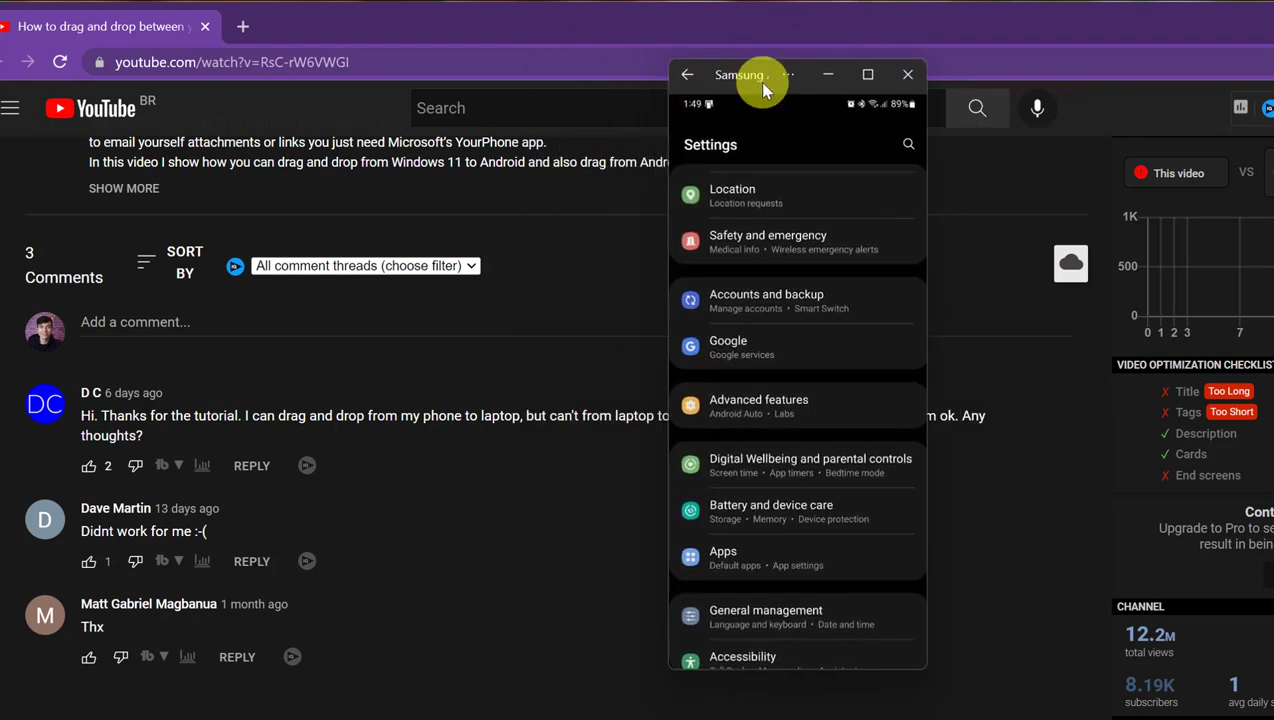 How to drag and drop between
youtube.com/watch?v=RsC-rW6VWGI
YouTube BR
Search
to email yourself attachments or links you just need Microsoft's YourPhone app.
In this video I show how you can drag and drop from Windows 11 to Android and also drag from
SHOW MORE
3
Comments
SORT
BY
All comment threads (choose filter)
Add a comment...
DC
D C 6 days ago
Hi. Thanks for the tutorial. I can drag and drop from my phone to laptop, but can't from laptop to
m ok. Any
thoughts?
2
REPLY
D
Dave Martin 13 days ago
Didnt work for me :-(
1
REPLY
M
Matt Gabriel Magbanua 1 month ago
Thx
REPLY
Samsung
1:49
89%
Settings
Location
Location requests
Safety and emergency
Medical info • Wireless emergency alerts
Accounts and backup
Manage accounts • Smart Switch
Google
Google services
Advanced features
Android Auto • Labs
Digital Wellbeing and parental controls
Screen time • App timers • Bedtime mode
Battery and device care
Storage • Memory • Device protection
Apps
Default apps • App settings
General management
Language and keyboard • Date and time
Accessibility
This video
VS
1K
500
0
0 1 2 3 7
VIDEO OPTIMIZATION CHECKLIS
✗ Title Too Long
✗ Tags Too Short
✓ Description
✓ Cards
✗ End screens
Cont
Upgrade to Pro to se
result in bein
CHANNEL
12.2M
total views
8.19K
subscribers
1
avg daily s